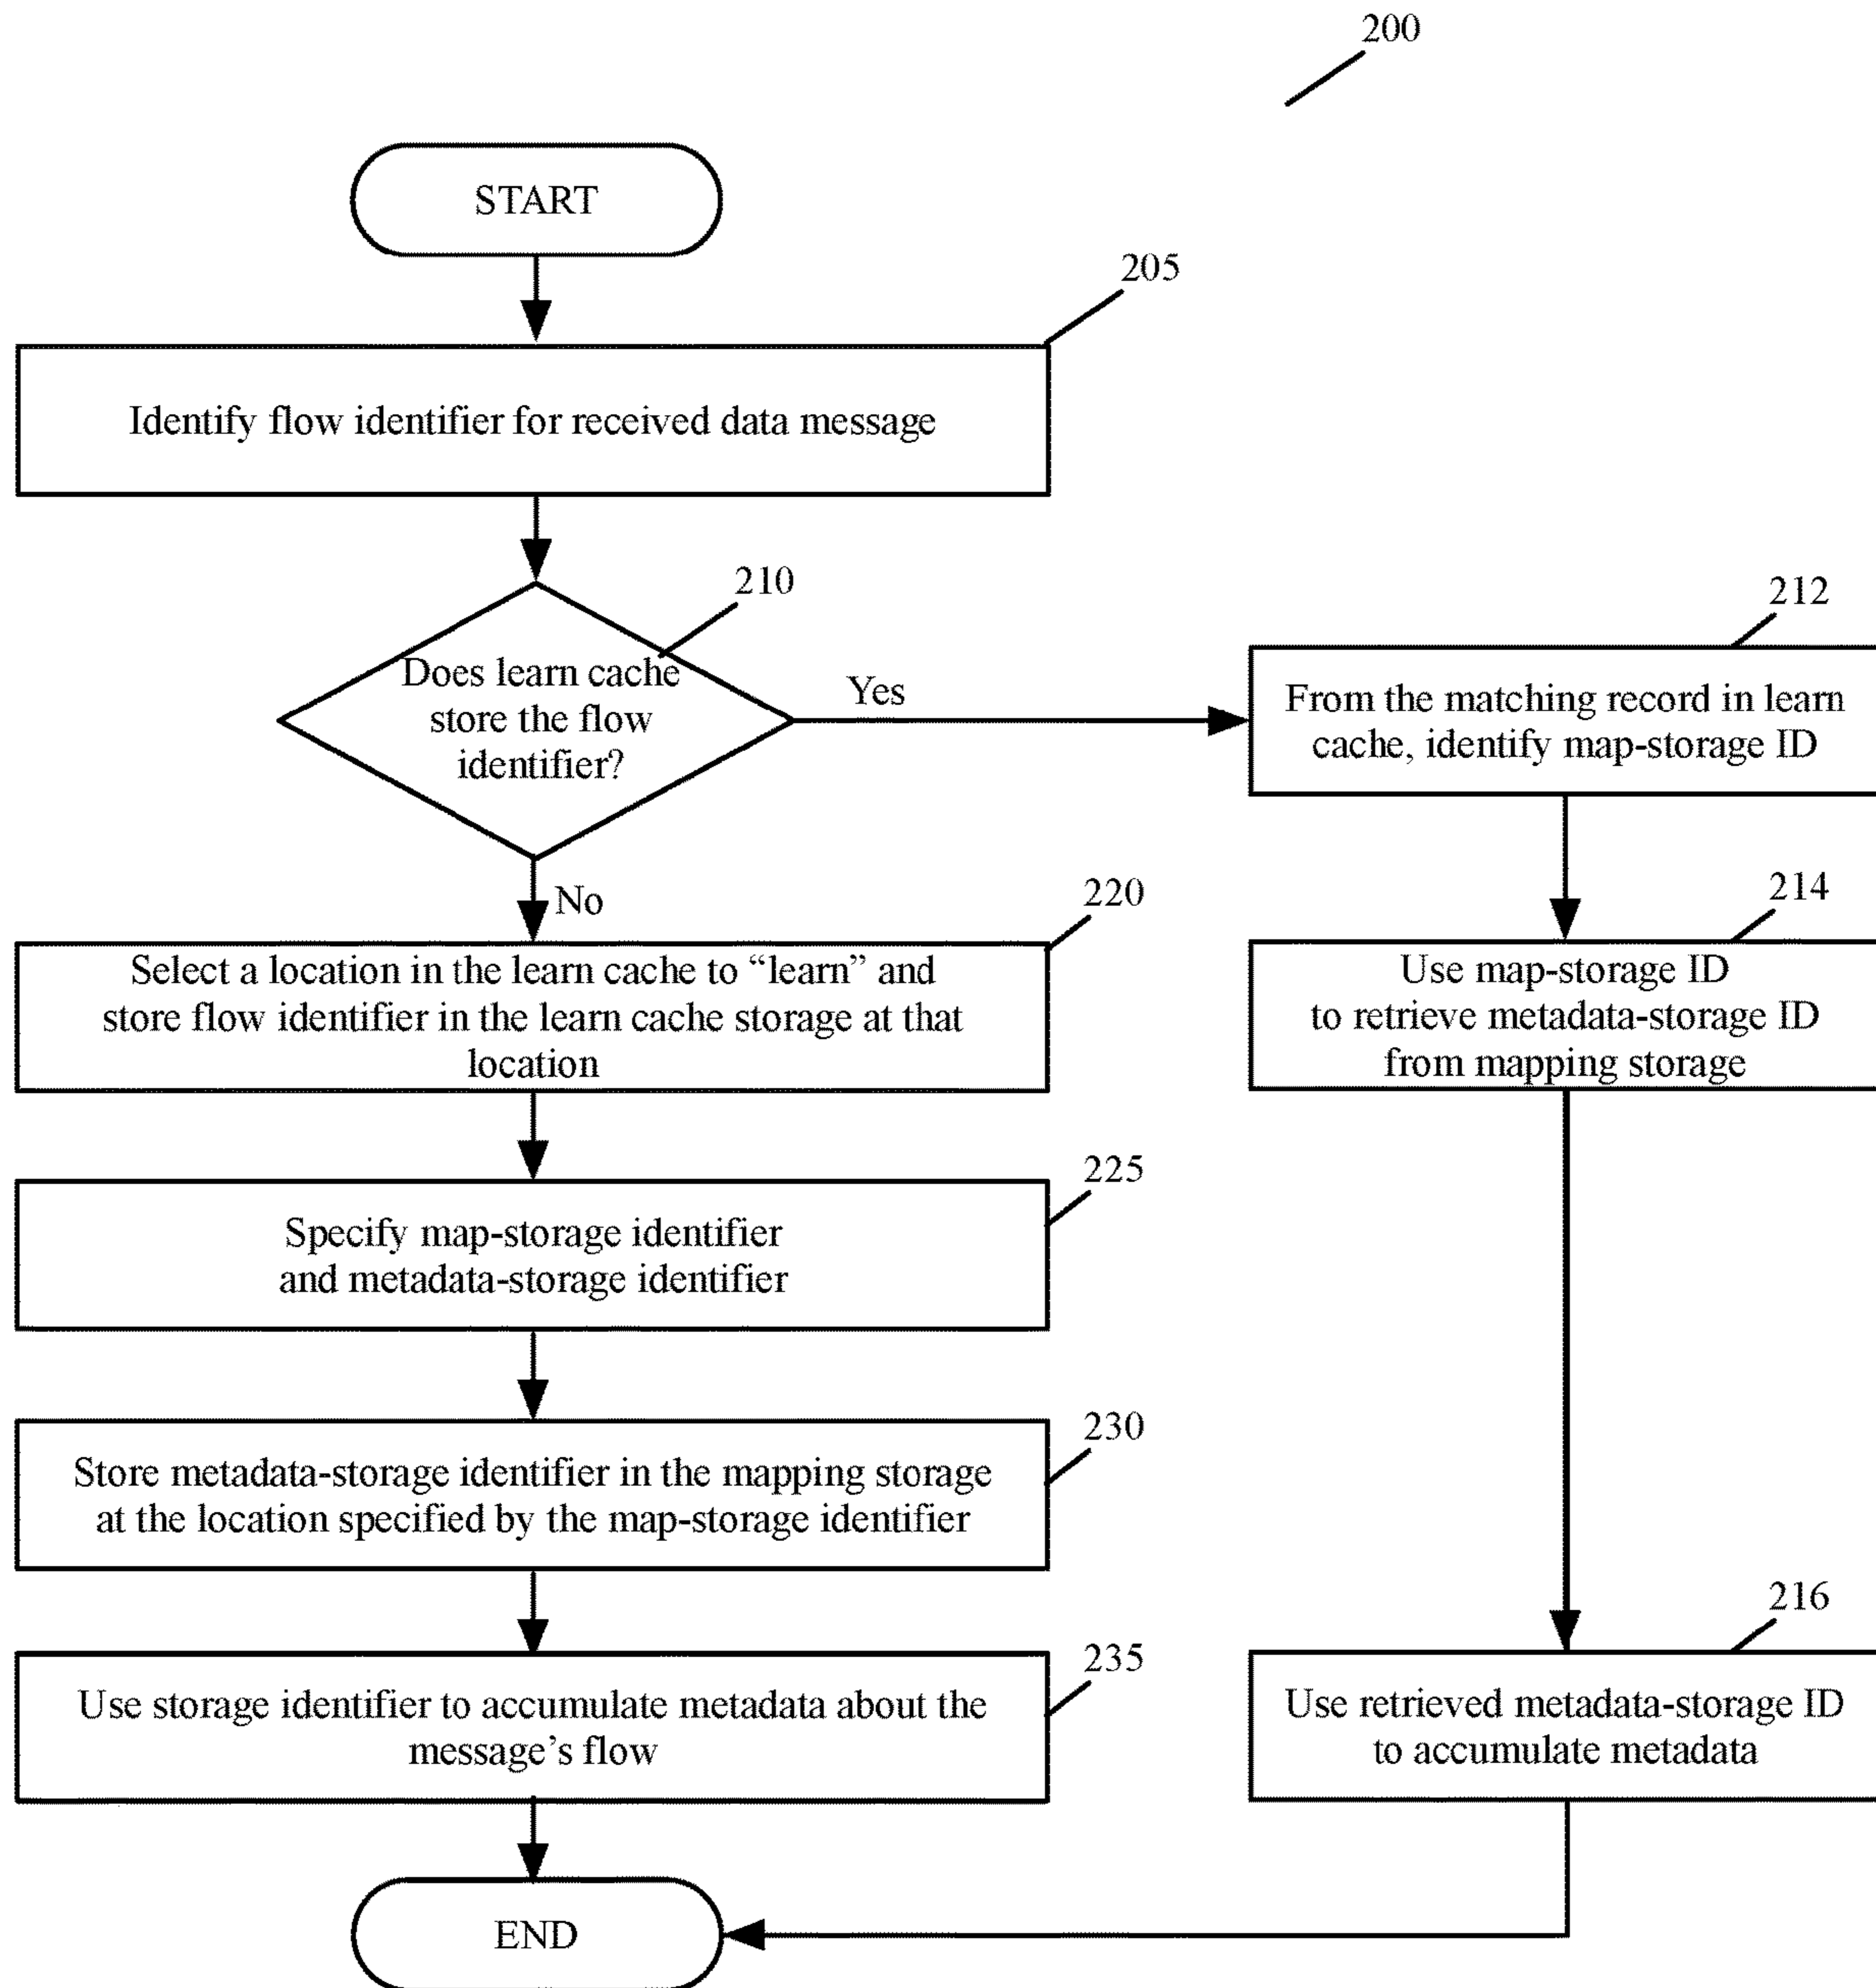 200
START
205
Identify flow identifier for received data message
210
Does learn cache
store the flow
identifier?
Yes
212
From the matching record in learn
cache, identify map-storage ID
No
220
Select a location in the learn cache to “learn” and
store flow identifier in the learn cache storage at that
location
214
Use map-storage ID
to retrieve metadata-storage ID
from mapping storage
225
Specify map-storage identifier
and metadata-storage identifier
230
Store metadata-storage identifier in the mapping storage
at the location specified by the map-storage identifier
235
Use storage identifier to accumulate metadata about the
message’s flow
216
Use retrieved metadata-storage ID
to accumulate metadata
END